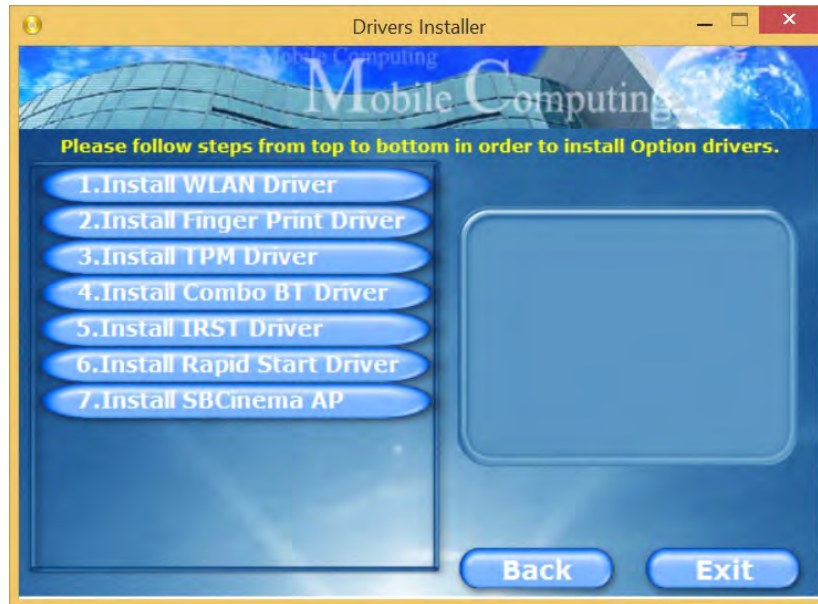 Drivers Installer
Mobile Computing
Mobile Computing
Please follow steps from top to bottom in order to install Option drivers.
1.Install WLAN Driver
2.Install Finger Print Driver
3.Install TPM Driver
4.Install Combo BT Driver
5.Install IRST Driver
6.Install Rapid Start Driver
7.Install SBCinema AP
Back
Exit